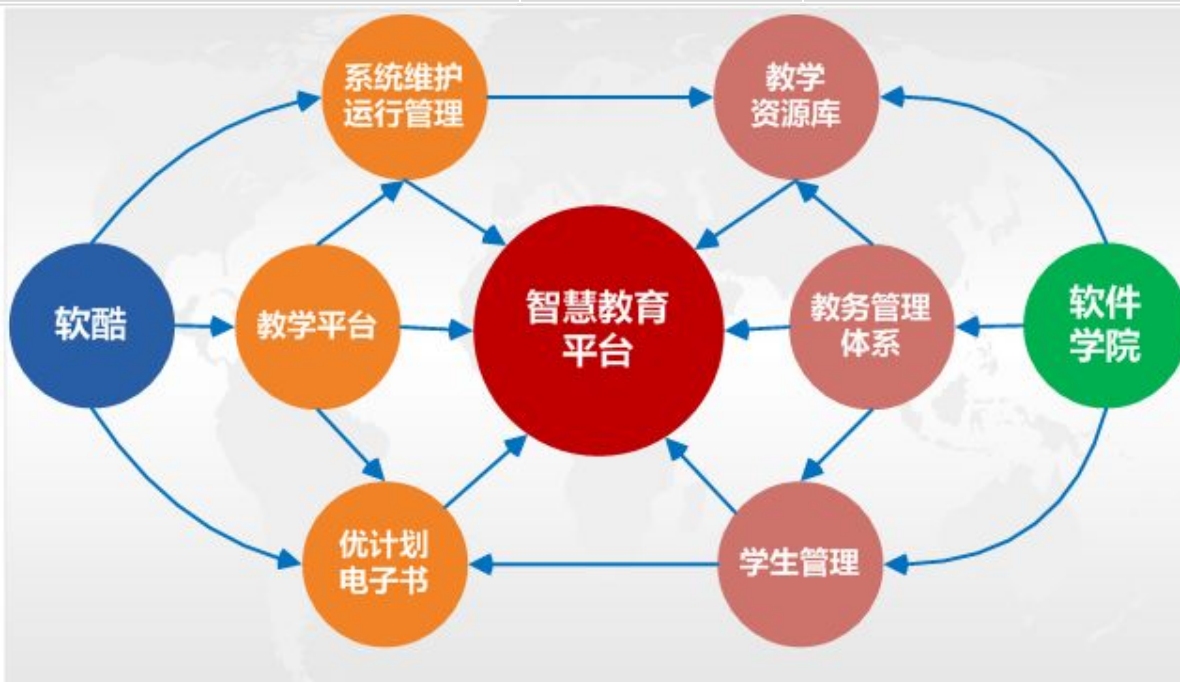 系统维护
运行管理
教学
资源库
软酷
教学平台
智慧教育
平台
教务管理
体系
软件
学院
优计划
电子书
学生管理